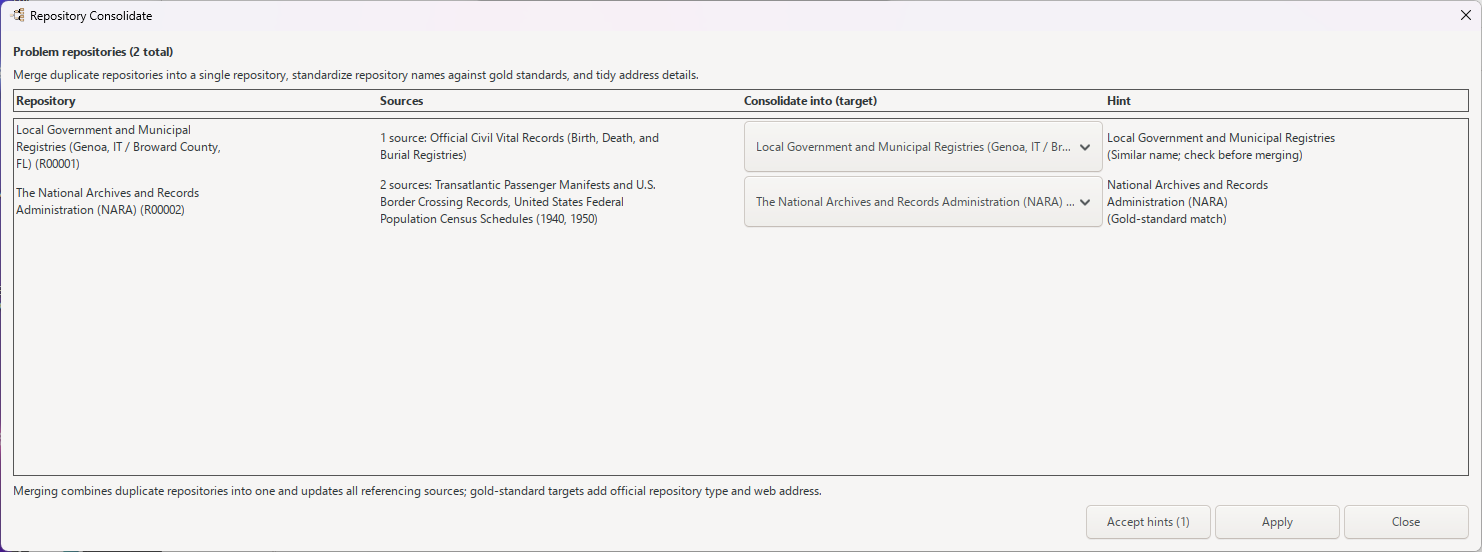 Repository Consolidate
Problem repositories (2 total)
Merge duplicate repositories into a single repository, standardize repository names against gold standards, and tidy address details.
Repository Sources Consolidate into (target) Hint
Local Government and Municipal
Registries (Genoa, IT / Broward County,
FL) (R00001)
1 source: Official Civil Vital Records (Birth, Death, and
Burial Registries)
Local Government and Municipal Registries (Genoa, IT / Br...
Local Government and Municipal Registries
(Similar name; check before merging)
The National Archives and Records
Administration (NARA) (R00002)
2 sources: Transatlantic Passenger Manifests and U.S.
Border Crossing Records, United States Federal
Population Census Schedules (1940, 1950)
The National Archives and Records Administration (NARA) ...
National Archives and Records
Administration (NARA)
(Gold-standard match)
Merging combines duplicate repositories into one and updates all referencing sources; gold-standard targets add official repository type and web address.
Accept hints (1) Apply Close